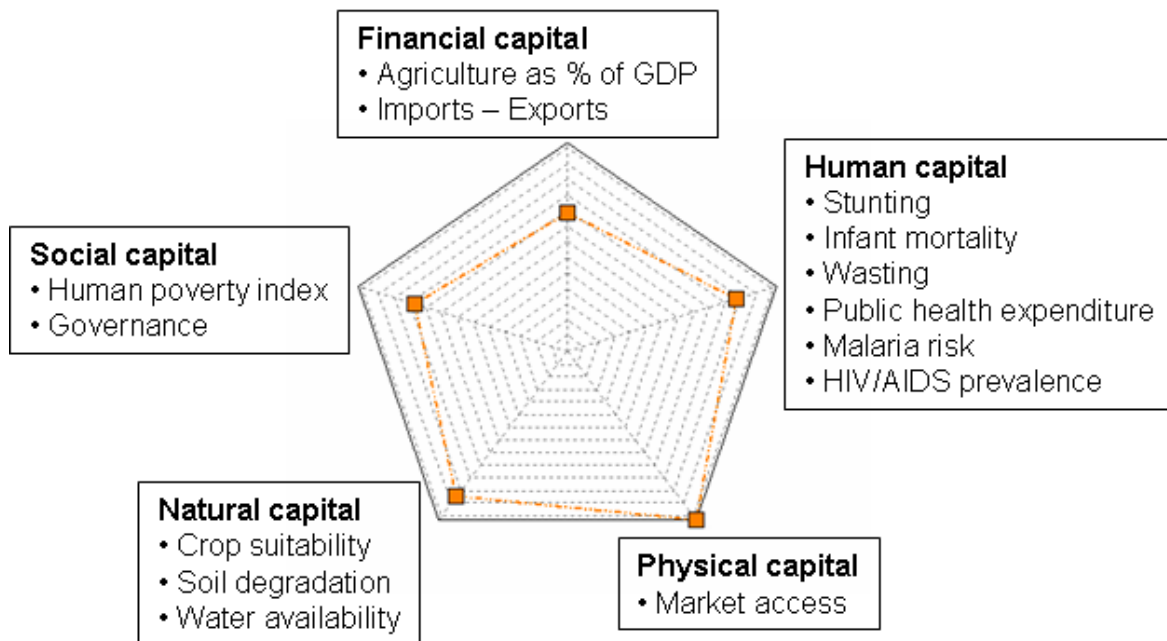 Financial capital
• Agriculture as % of GDP
• Imports – Exports
Human capital
• Stunting
• Infant mortality
• Wasting
• Public health expenditure
• Malaria risk
• HIV/AIDS prevalence
Social capital
• Human poverty index
• Governance
Natural capital
• Crop suitability
• Soil degradation
• Water availability
Physical capital
• Market access